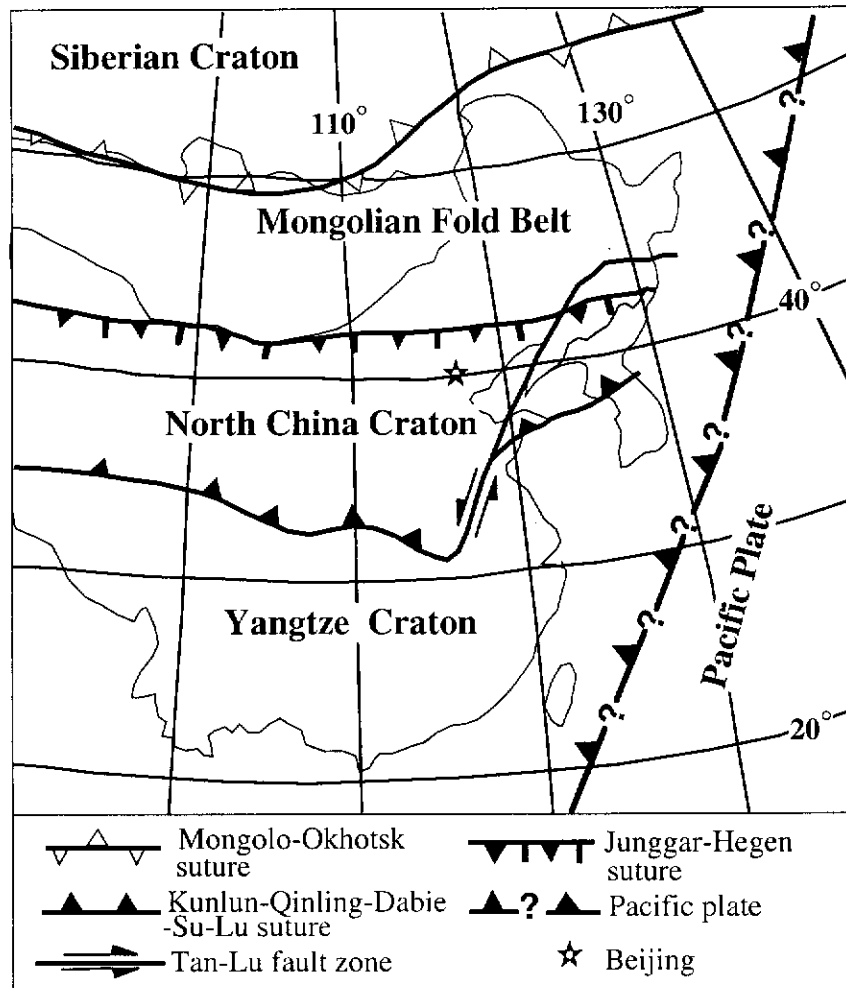 Siberian Craton
110°
130°
Mongolian Fold Belt
40°
North China Craton
Yangtze Craton
Pacific Plate
20°
?
?
?
?
?
?
?
Mongolo-Okhotsk
suture
Junggar-Hegen
suture
Kunlun-Qinling-Dabie
-Su-Lu suture
?
Pacific plate
Tan-Lu fault zone
Beijing